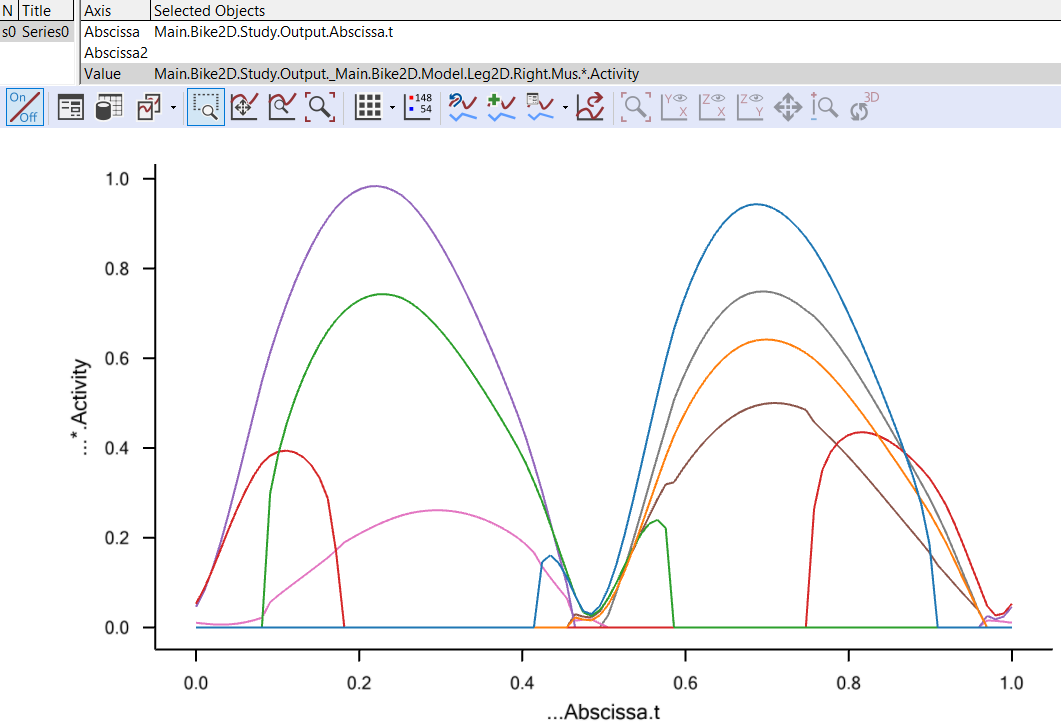 N Title Axis Selected Objects
s0 Series0 Abscissa Main.Bike2D.Study.Output.Abscissa.t
Abscissa2
Value Main.Bike2D.Study.Output._Main.Bike2D.Model.Leg2D.Right.Mus.*.Activity
On
Off
148
54
Y X
Z X
Z Y
3D
1.0
0.8
0.6
0.4
0.2
0.0
...*.Activity
0.0 0.2 0.4 0.6 0.8 1.0
...Abscissa.t